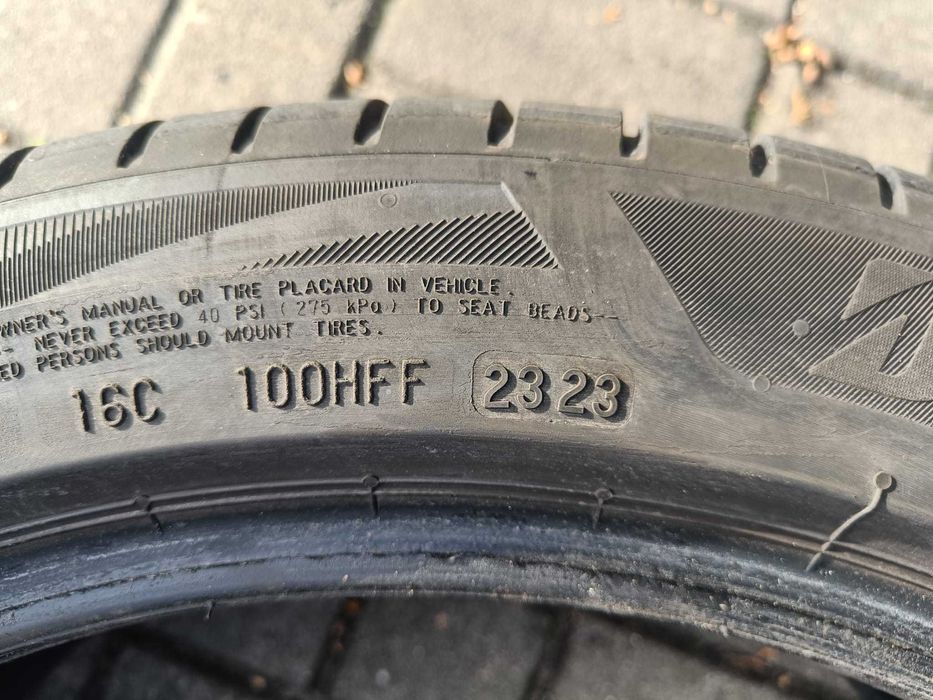 OWNER'S MANUAL OR TIRE PLACARD IN VEHICLE.
-- NEVER EXCEED 40 PSI (275 kPa) TO SEAT BEADS--
ED PERSONS SHOULD MOUNT TIRES.
16C 100HFF 2323